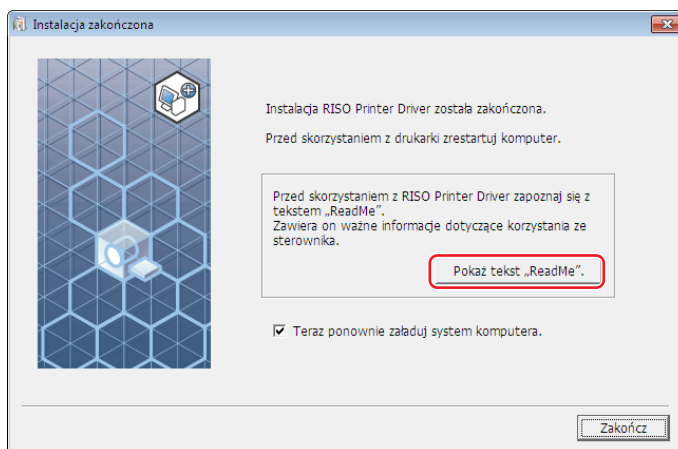 Instalacja zakończona
Instalacja RISO Printer Driver została zakończona.
Przed skorzystaniem z drukarki zrestartuj komputer.
Przed skorzystaniem z RISO Printer Driver zapoznaj się z
tekstem „ReadMe”.
Zawiera on ważne informacje dotyczące korzystania ze
sterownika.
Pokaż tekst „ReadMe”.
Teraz ponownie załaduj system komputera.
Zakończ